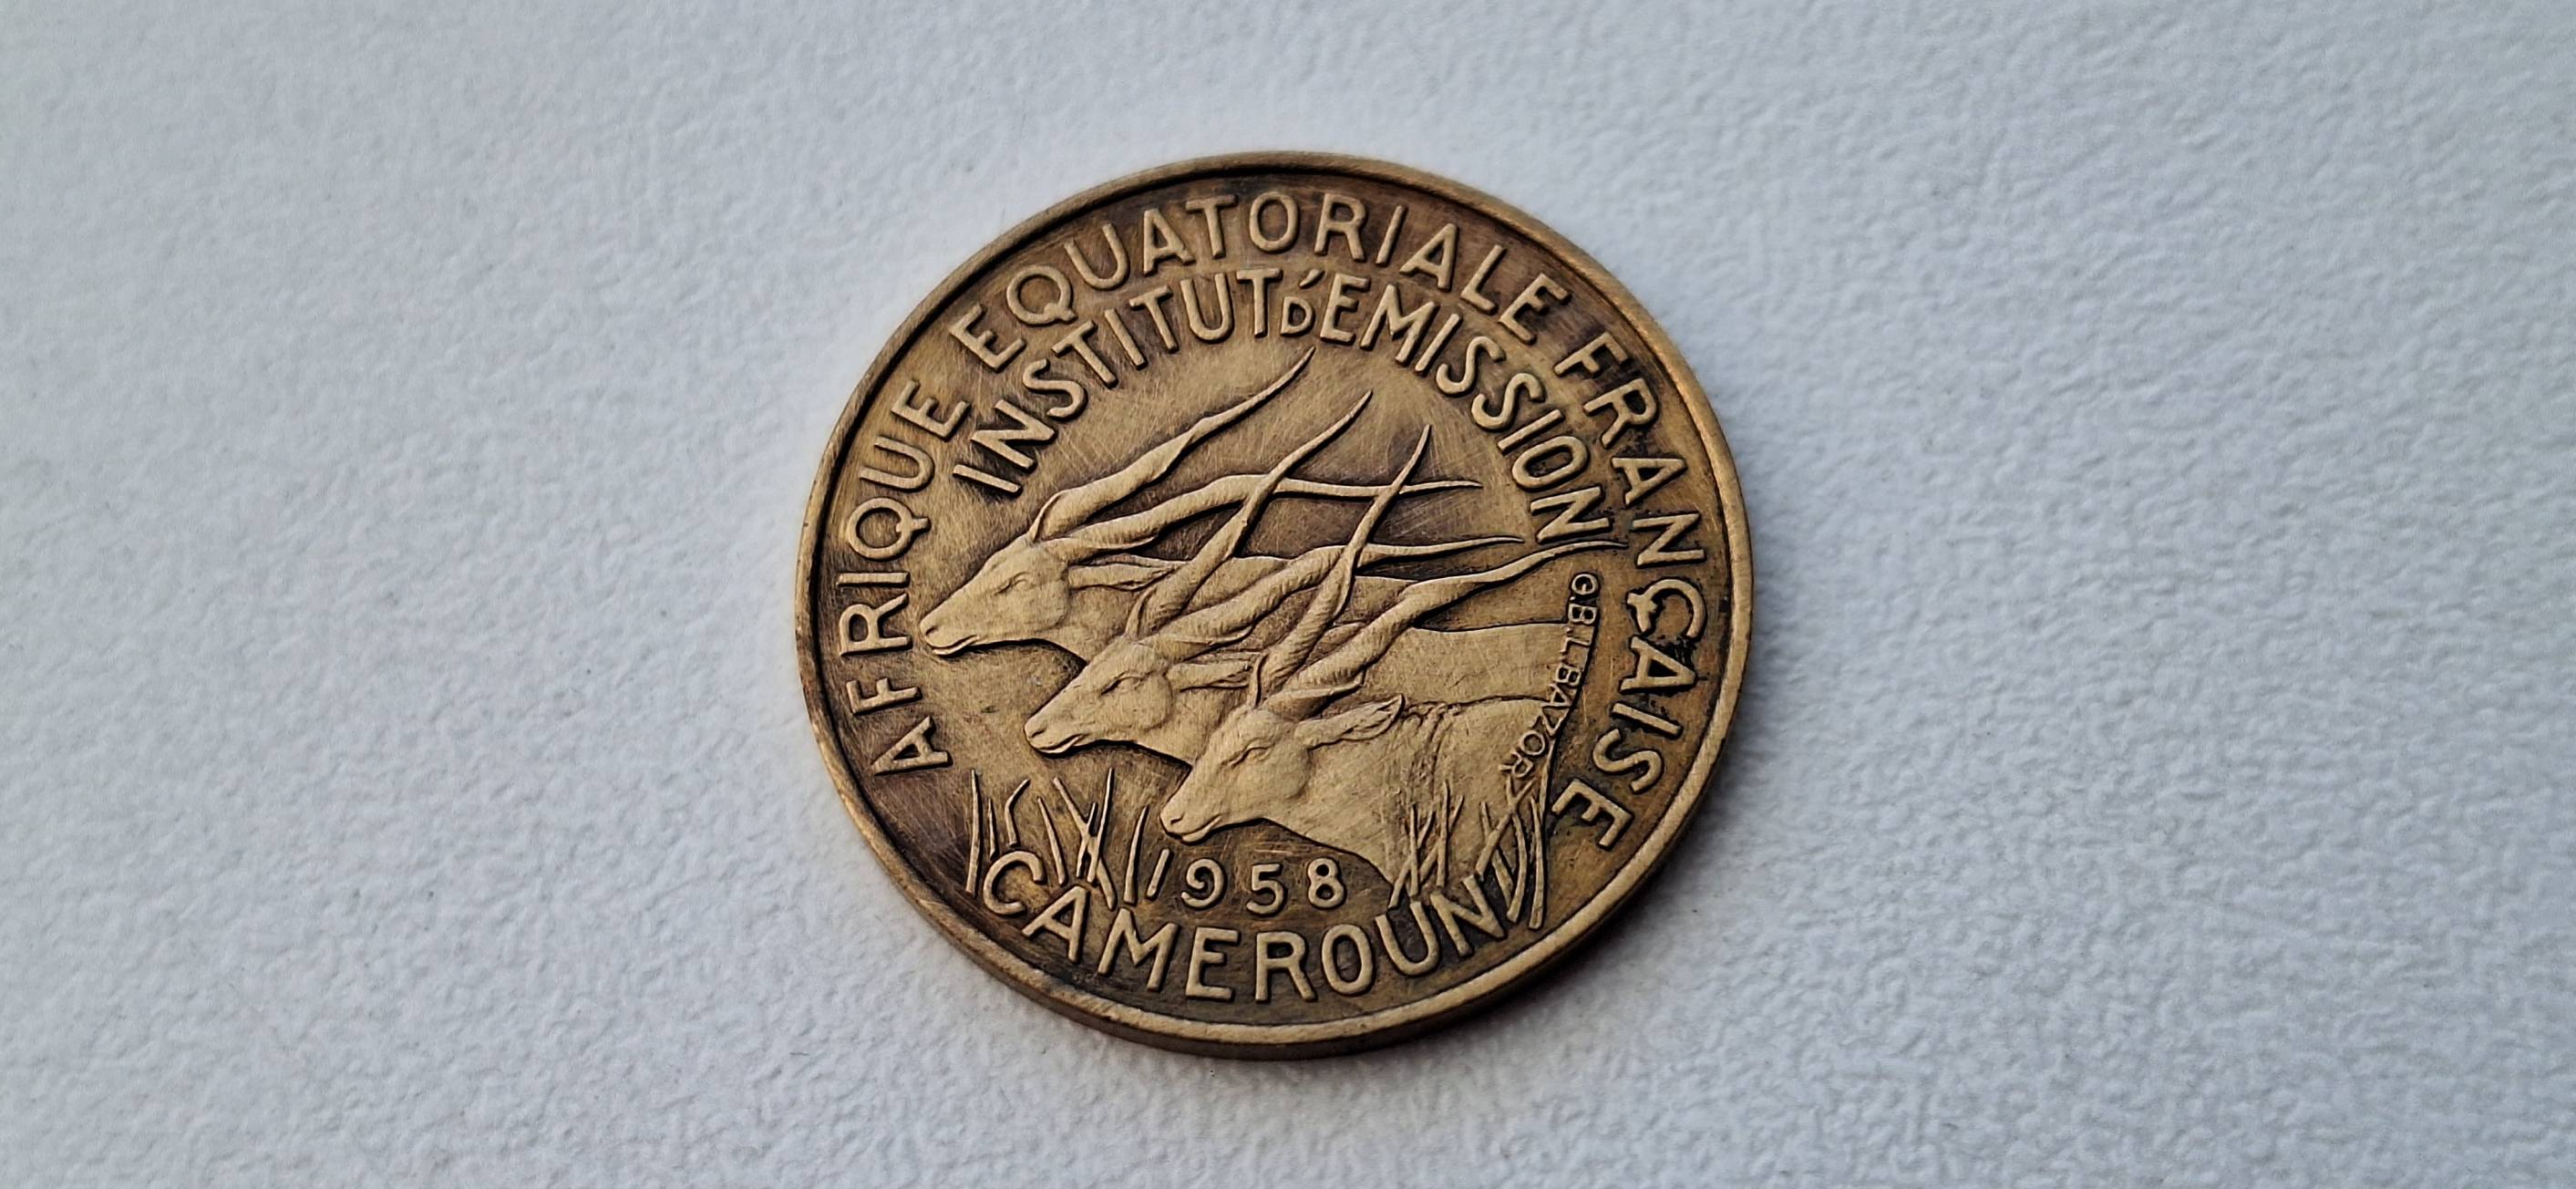 AFRIQUE EQUATORIALE FRANÇAISE
INSTITUT D'EMISSION
G.B.L.BAZOR
1958
CAMEROUN